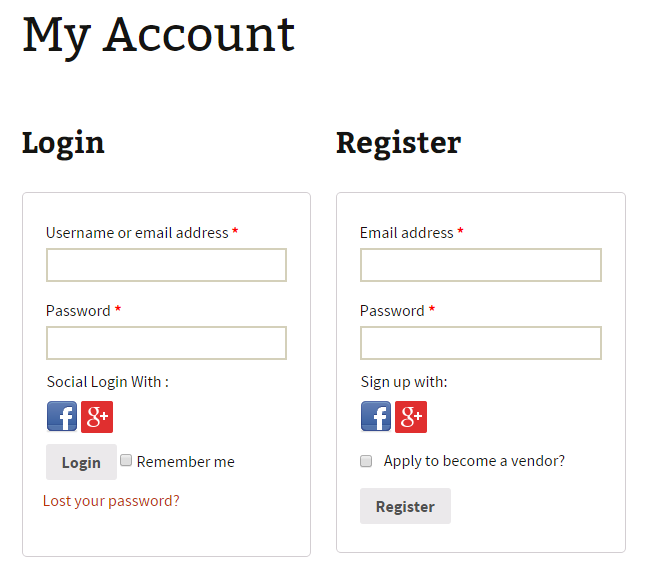 My Account
Login
Username or email address *
Password *
Social Login With :
f g+
Login Remember me
Lost your password?
Register
Email address *
Password *
Sign up with:
f g+
Apply to become a vendor?
Register